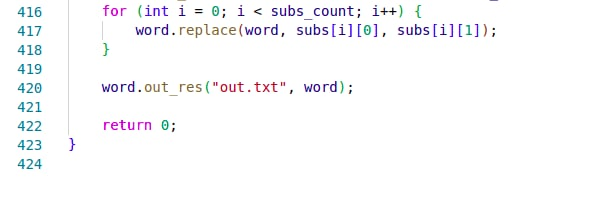 416 for (int i = 0; i < subs_count; i++) {
417 word.replace(word, subs[i][0], subs[i][1]);
418 }
419
420 word.out_res("out.txt", word);
421
422 return 0;
423 }
424